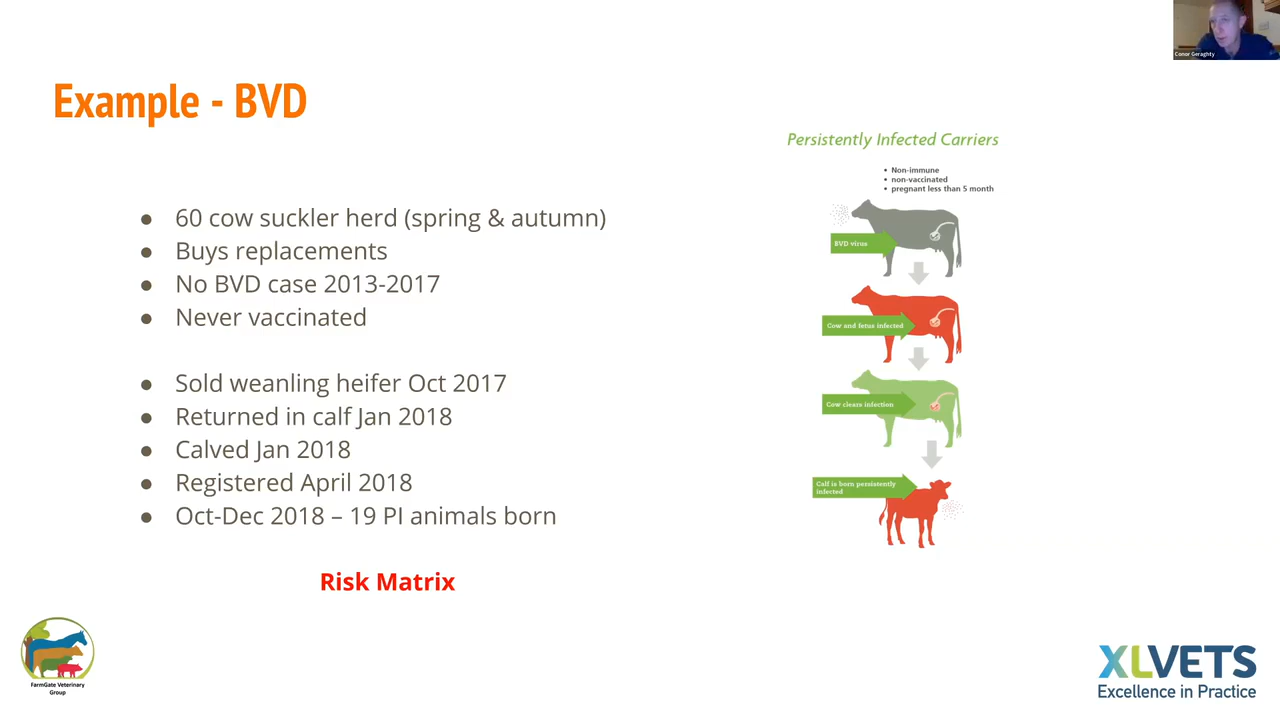 Conor Geraghty
Example - BVD
● 60 cow suckler herd (spring & autumn)
● Buys replacements
● No BVD case 2013-2017
● Never vaccinated
● Sold weanling heifer Oct 2017
● Returned in calf Jan 2018
● Calved Jan 2018
● Registered April 2018
● Oct-Dec 2018 – 19 PI animals born
Risk Matrix
Persistently Infected Carriers
• Non-immune
• non-vaccinated
• pregnant less than 5 month
BVD virus
Cow and fetus infected
Cow clears infection
Calf is born persistently
infected
FarmGate Veterinary
Group
XLVETS
Excellence in Practice